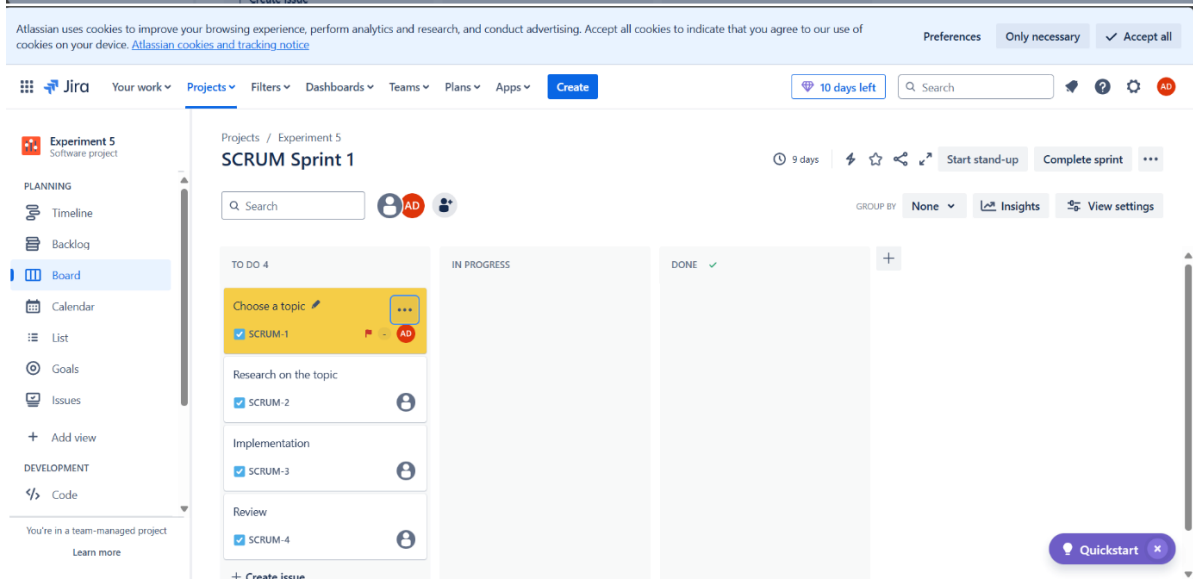 Create issue
Atlassian uses cookies to improve your browsing experience, perform analytics and research, and conduct advertising. Accept all cookies to indicate that you agree to our use of
cookies on your device. Atlassian cookies and tracking notice
Preferences
Only necessary
Accept all
Jira
Your work
Projects
Filters
Dashboards
Teams
Plans
Apps
Create
10 days left
Search
AD
Experiment 5
Software project
Projects / Experiment 5
SCRUM Sprint 1
9 days
Start stand-up
Complete sprint
PLANNING
Timeline
Backlog
Board
Calendar
List
Goals
Issues
Add view
DEVELOPMENT
Code
You're in a team-managed project
Learn more
Search
AD
GROUP BY
None
Insights
View settings
TO DO 4
IN PROGRESS
DONE
Choose a topic
SCRUM-1
AD
Research on the topic
SCRUM-2
Implementation
SCRUM-3
Review
SCRUM-4
+ Create issue
Quickstart